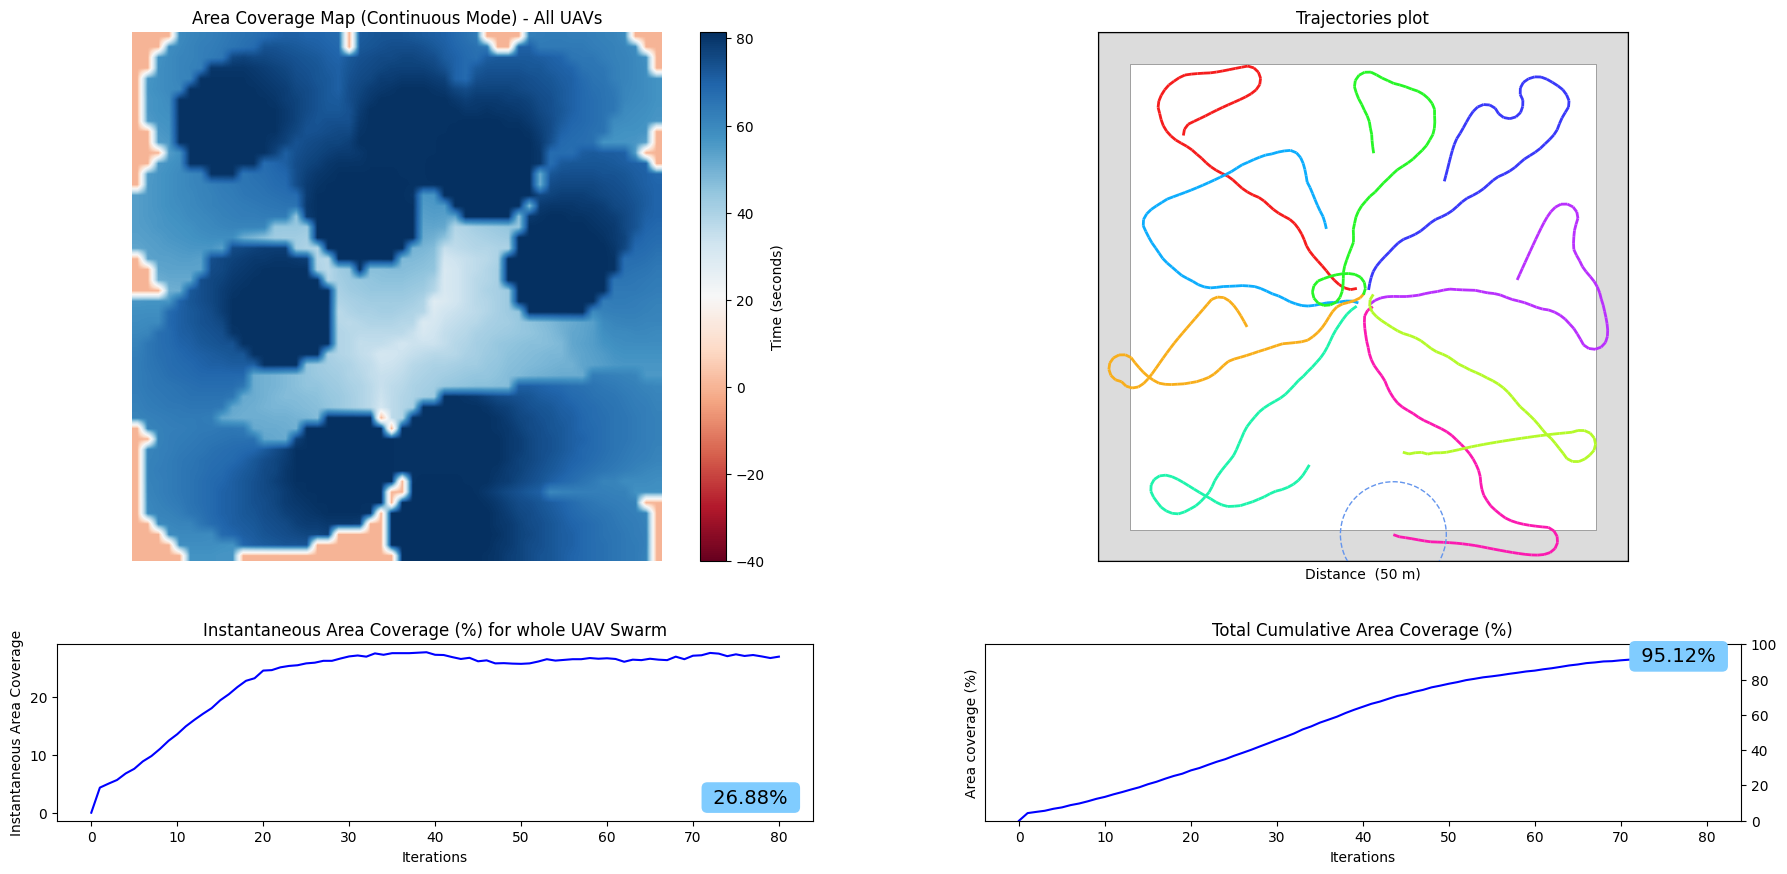 Area Coverage Map (Continuous Mode) - All UAVs
80
60
40
20
0
−20
−40
Time (seconds)
Trajectories plot
Distance  (50 m)
Instantaneous Area Coverage (%) for whole UAV Swarm
Instantaneous Area Coverage
20
10
0
26.88%
0 10 20 30 40 50 60 70 80
Iterations
Total Cumulative Area Coverage (%)
Area coverage (%)
95.12%
100
80
60
40
20
0
0 10 20 30 40 50 60 70 80
Iterations